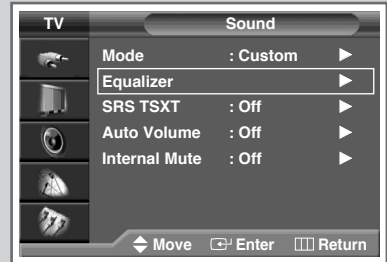 TV Sound
Mode : Custom
Equalizer
SRS TSXT : Off
Auto Volume : Off
Internal Mute : Off
Move Enter Return